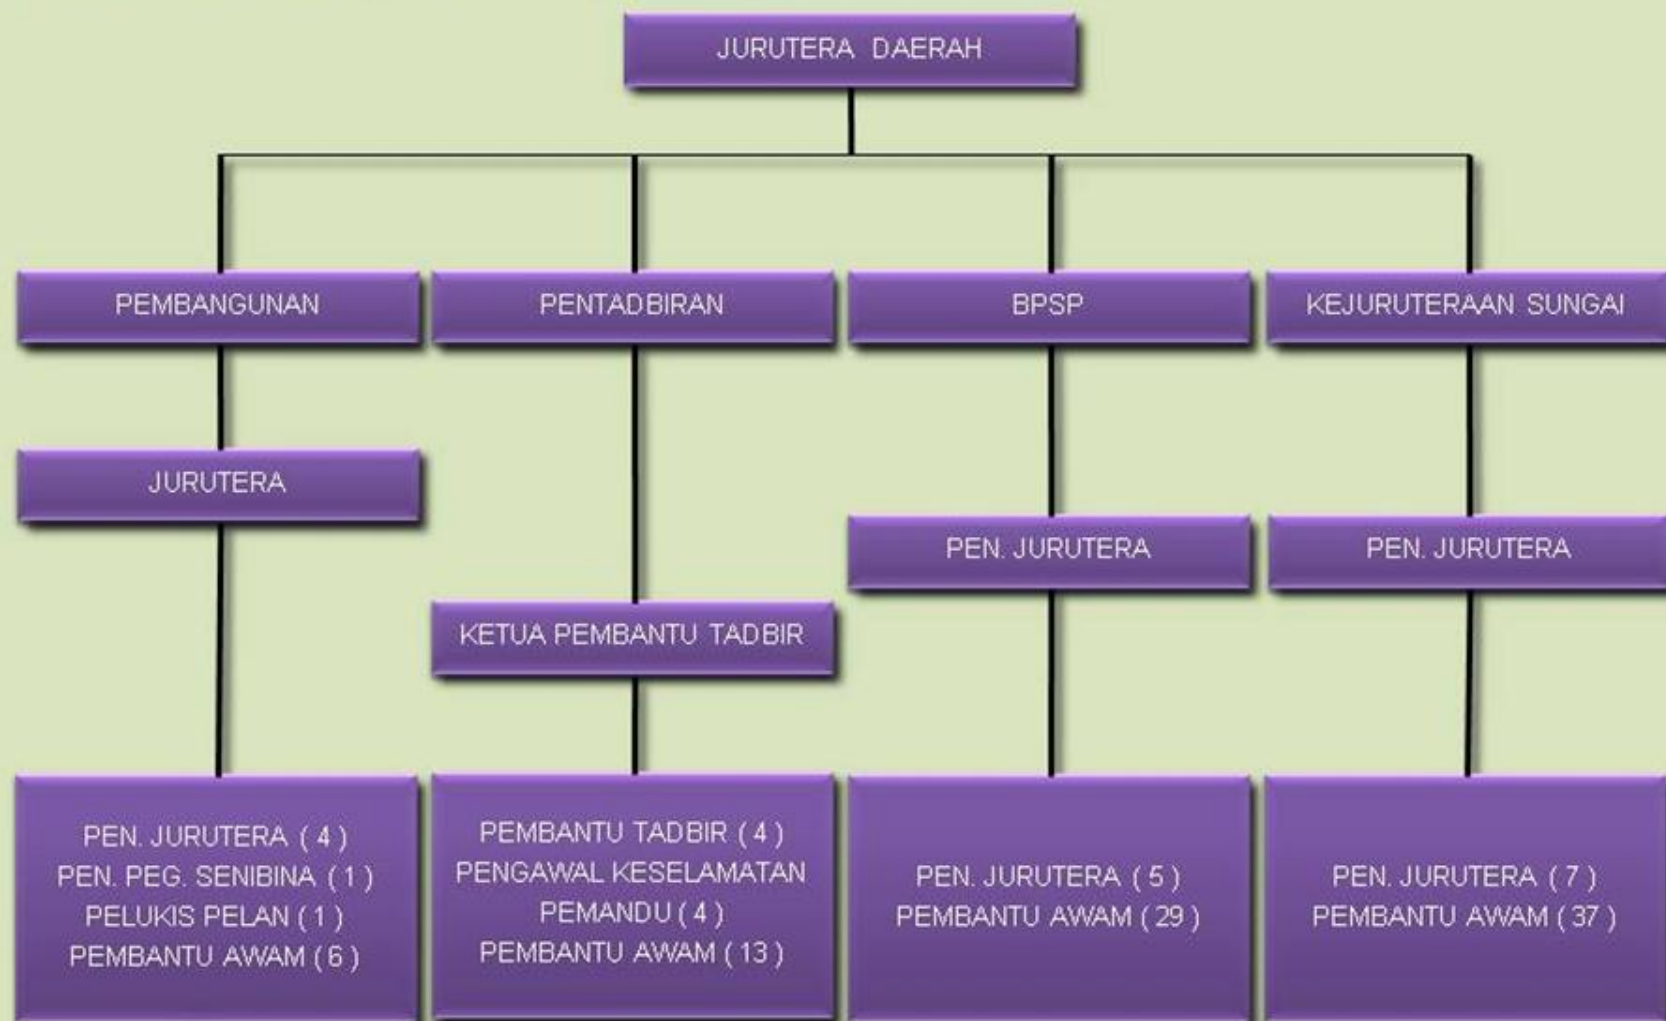 JURUTERA DAERAH
PEMBANGUNAN
PENTADBIRAN
BPSP
KEJURUTERAAN SUNGAI
JURUTERA
PEN. JURUTERA
PEN. JURUTERA
KETUA PEMBANTU TADBIR
PEN. JURUTERA ( 4 )
PEN. PEG. SENIBINA ( 1 )
PELUKIS PELAN ( 1 )
PEMBANTU AWAM ( 6 )
PEMBANTU TADBIR ( 4 )
PENGAWAL KESELAMATAN
PEMANDU ( 4 )
PEMBANTU AWAM ( 13 )
PEN. JURUTERA ( 5 )
PEMBANTU AWAM ( 29 )
PEN. JURUTERA ( 7 )
PEMBANTU AWAM ( 37 )